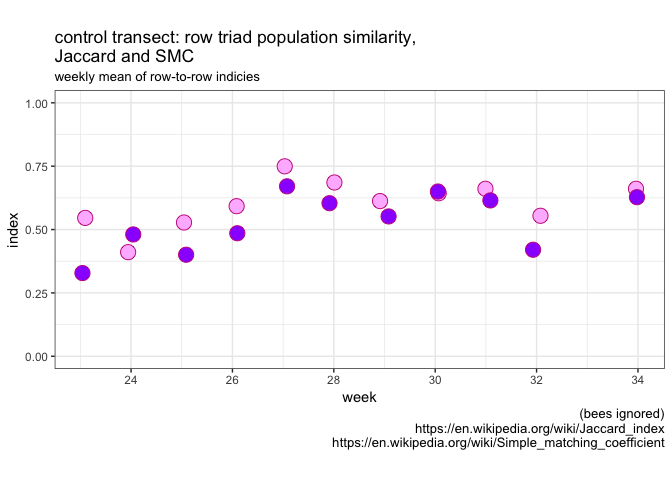 control transect: row triad population similarity,
Jaccard and SMC
weekly mean of row-to-row indicies
1.00
0.75
0.50
0.25
0.00
index
24 26 28 30 32 34
week
(bees ignored)
https://en.wikipedia.org/wiki/Jaccard_index
https://en.wikipedia.org/wiki/Simple_matching_coefficient